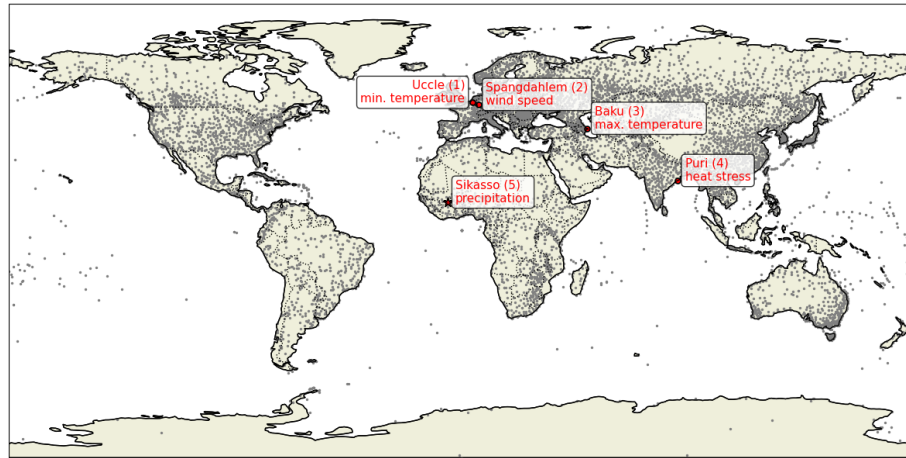 Uccle (1)
min. temperature
Spangdahlem (2)
wind speed
Baku (3)
max. temperature
Puri (4)
heat stress
Sikasso (5)
precipitation